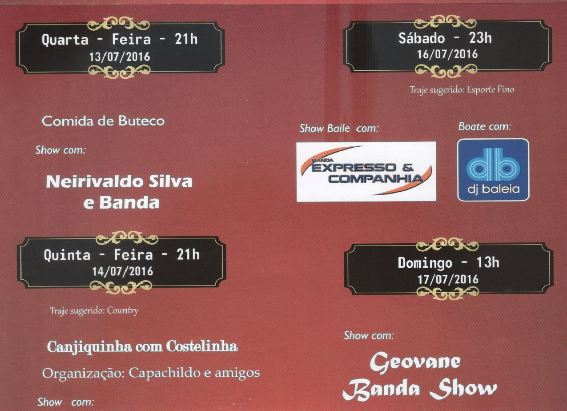 Quarta - Feira - 21h
13/07/2016
Comida de Buteco
Show com:
Neirivaldo Silva
e Banda
Quinta - Feira - 21h
14/07/2016
Traje sugerido: Country
Canjiquinha com Costelinha
Organização: Capachildo e amigos
Show com:
Sábado - 23h
16/07/2016
Traje sugerido: Esporte Fino
Show Baile com:
BANDA
EXPRESSO &
COMPANHIA
Boate com:
db
dj baleia
Domingo - 13h
17/07/2016
Show com:
Geovane
Banda Show